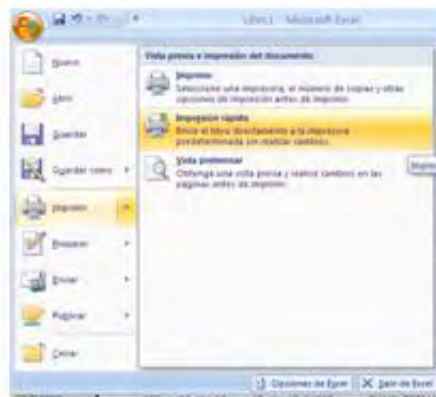 Libro1 - Microsoft Excel
Nuevo
Abrir
Guardar
Guardar como
Imprimir
Preparar
Enviar
Publicar
Cerrar
Vista previa e impresión del documento
Imprimir
Seleccione una impresora, el número de copias y otras
opciones de impresión antes de imprimir.
Impresión rápida
Envía el libro directamente a la impresora
predeterminada sin realizar cambios.
Vista preliminar
Obtenga una vista previa y realice cambios en las
páginas antes de imprimir.
Opciones de Excel
Salir de Excel